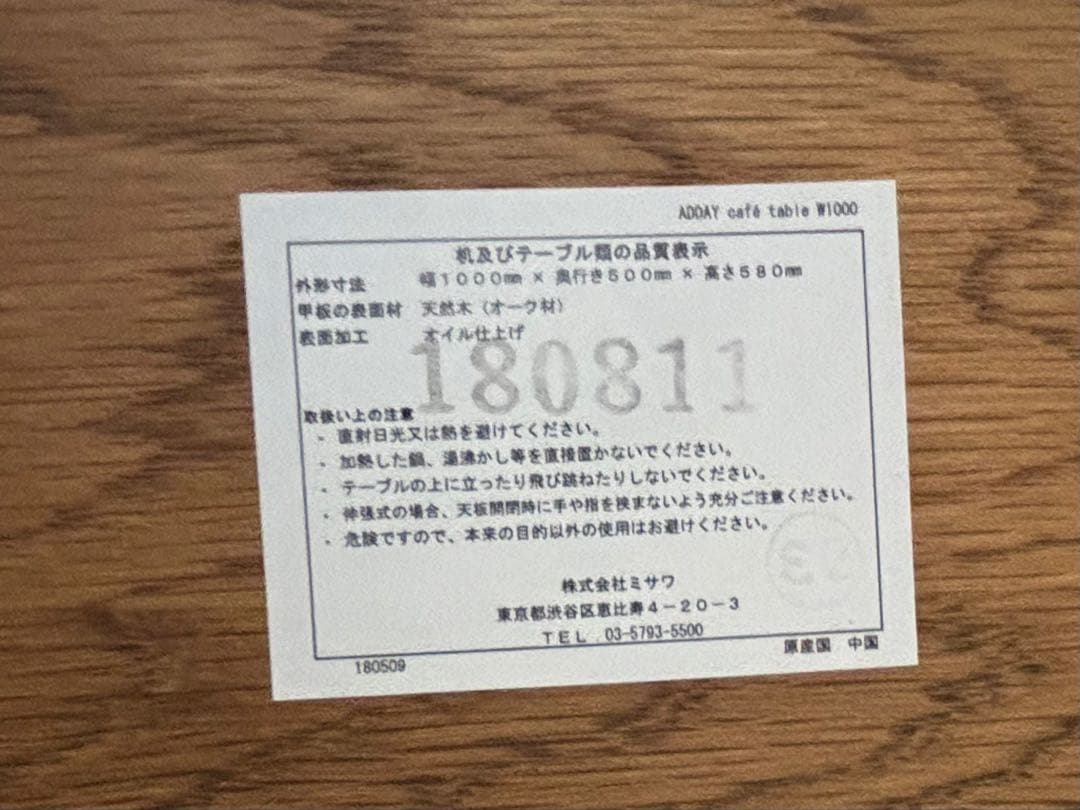 ADOAY café table W1000
机及びテーブル類の品質表示
外形寸法 幅1000㎜ × 奥行き500㎜ × 高さ580㎜
甲板の表面材 天然木（オーク材）
表面加工 オイル仕上げ
180811
取扱い上の注意
- 直射日光又は熱を避けてください。
- 加熱した鍋、湯沸かし等を直接置かないでください。
- テーブルの上に立ったり飛び跳ねたりしないでください。
- 伸張式の場合、天板開閉時に手や指を挟まないよう充分ご注意ください。
- 危険ですので、本来の目的以外の使用はお避けください。
株式会社ミサワ
東京都渋谷区恵比寿4-20-3
TEL 03-5793-5500
原産国 中国
180509